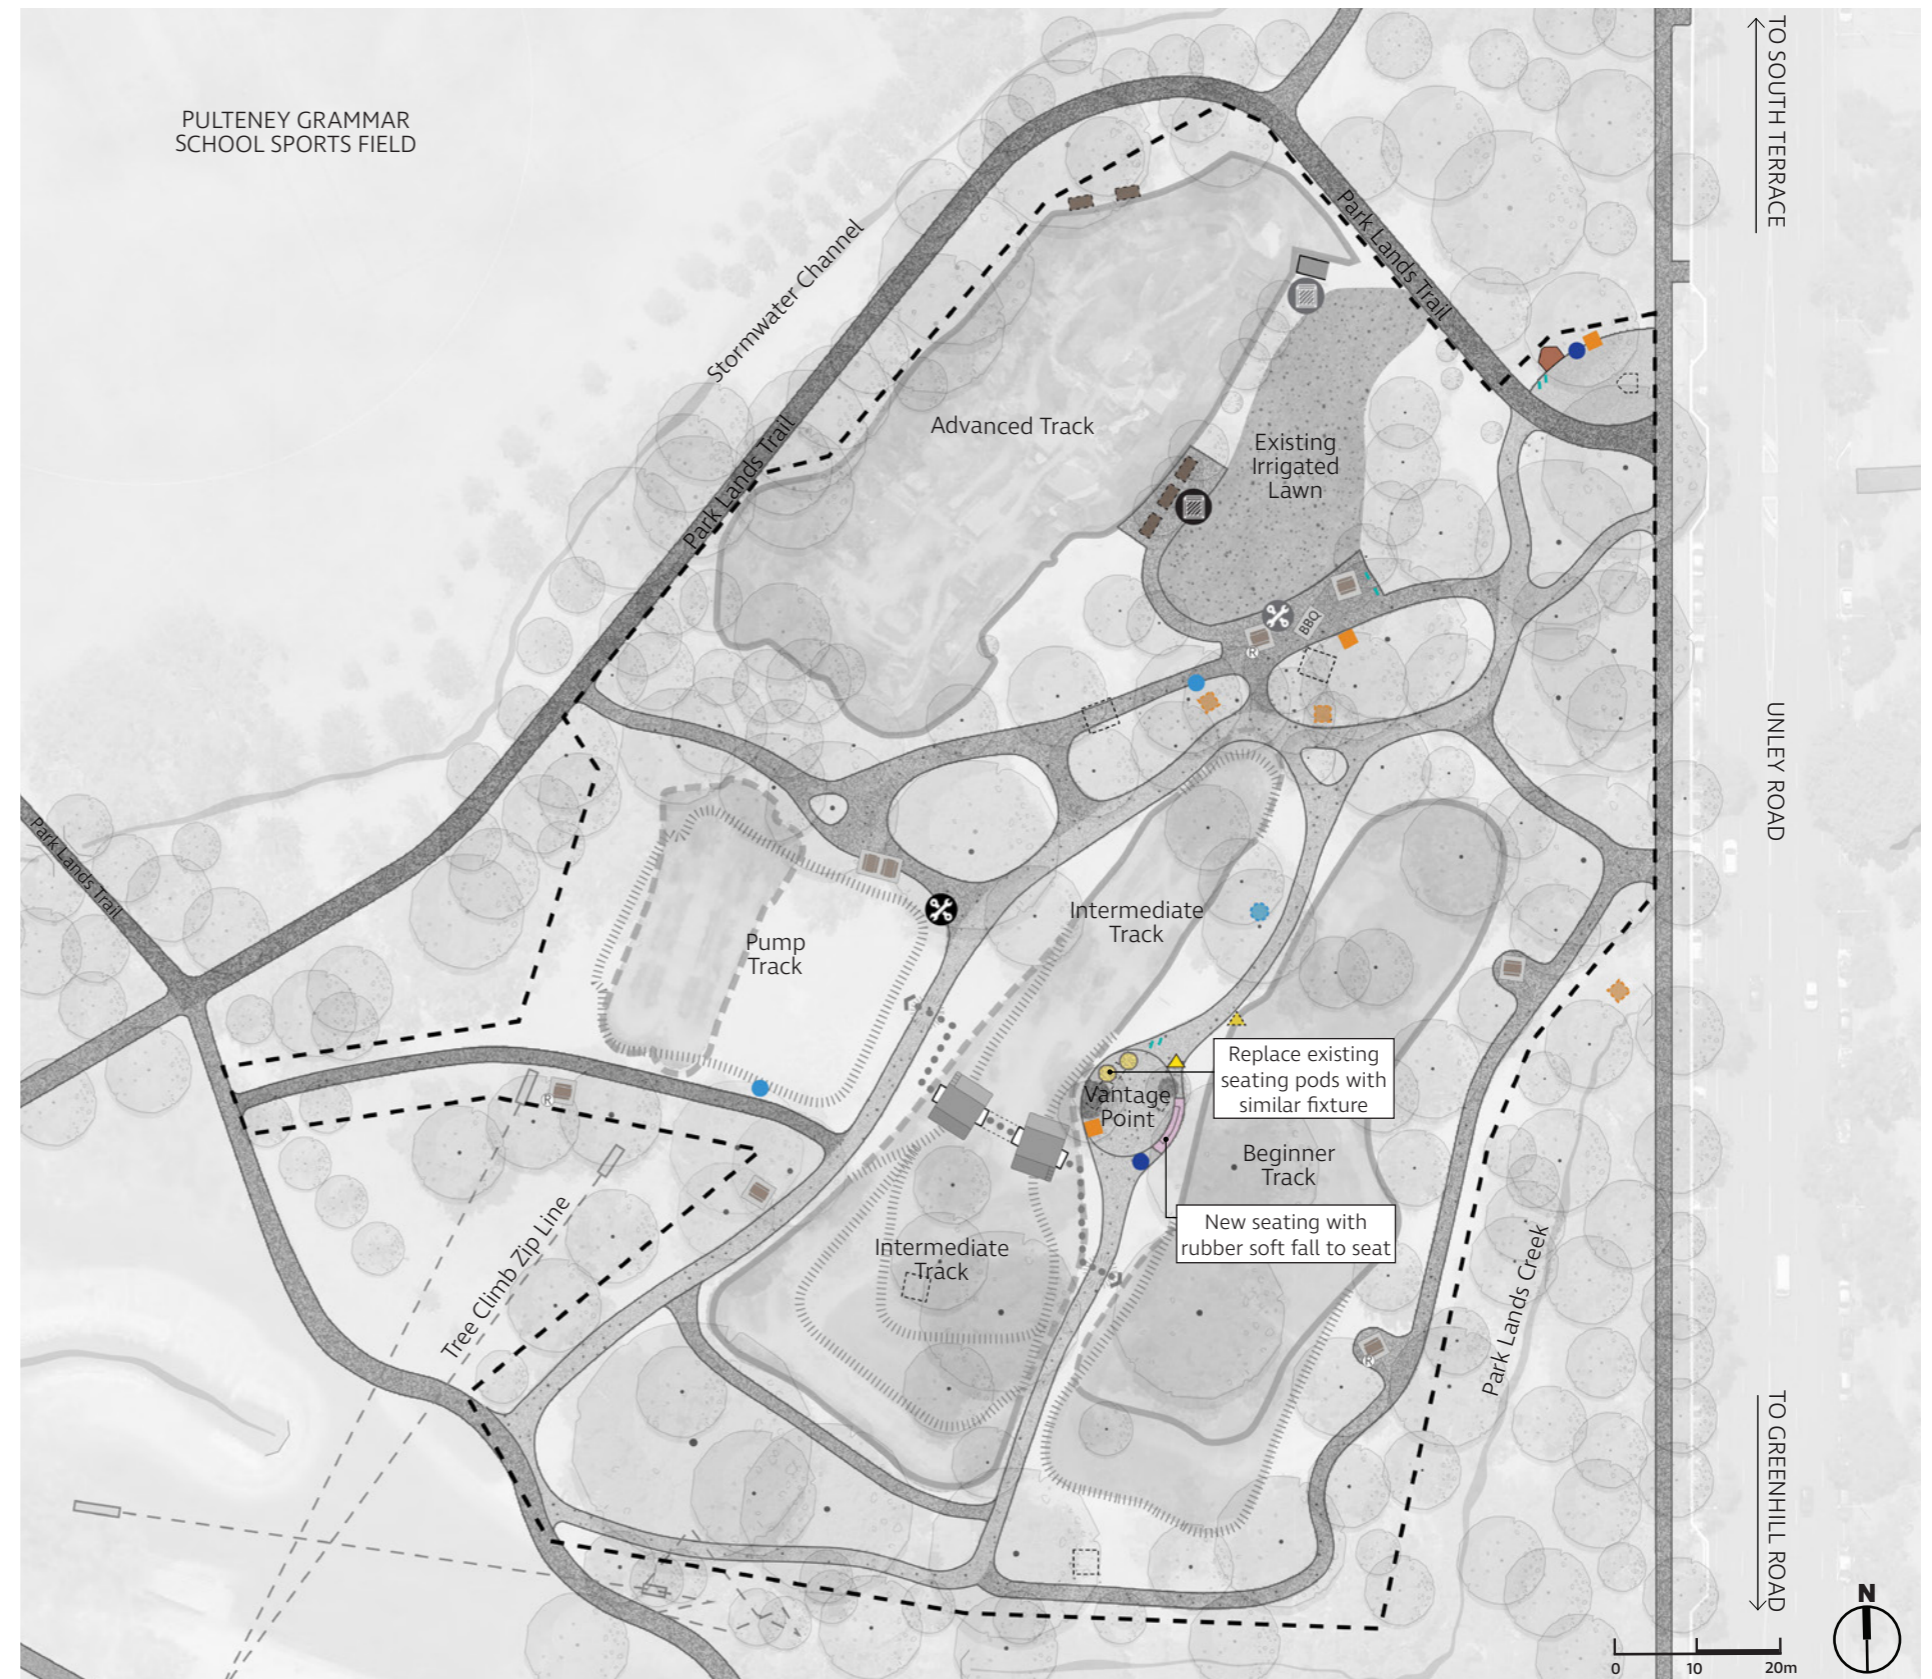 PULTENEY GRAMMAR
SCHOOL SPORTS FIELD
TO SOUTH TERRACE
Park Lands Trail
Stormwater Channel
Advanced Track
Existing
Irrigated
Lawn
Park Lands Trail
BBQ
R
UNLEY ROAD
Park Lands Trail
Intermediate
Track
Pump
Track
Replace existing
seating pods with
similar fixture
R
Vantage
Point
Beginner
Track
New seating with
rubber soft fall to seat
Tree Climb Zip Line
Intermediate
Track
Park Lands Creek
R
TO GREENHILL ROAD
N
0 10 20m